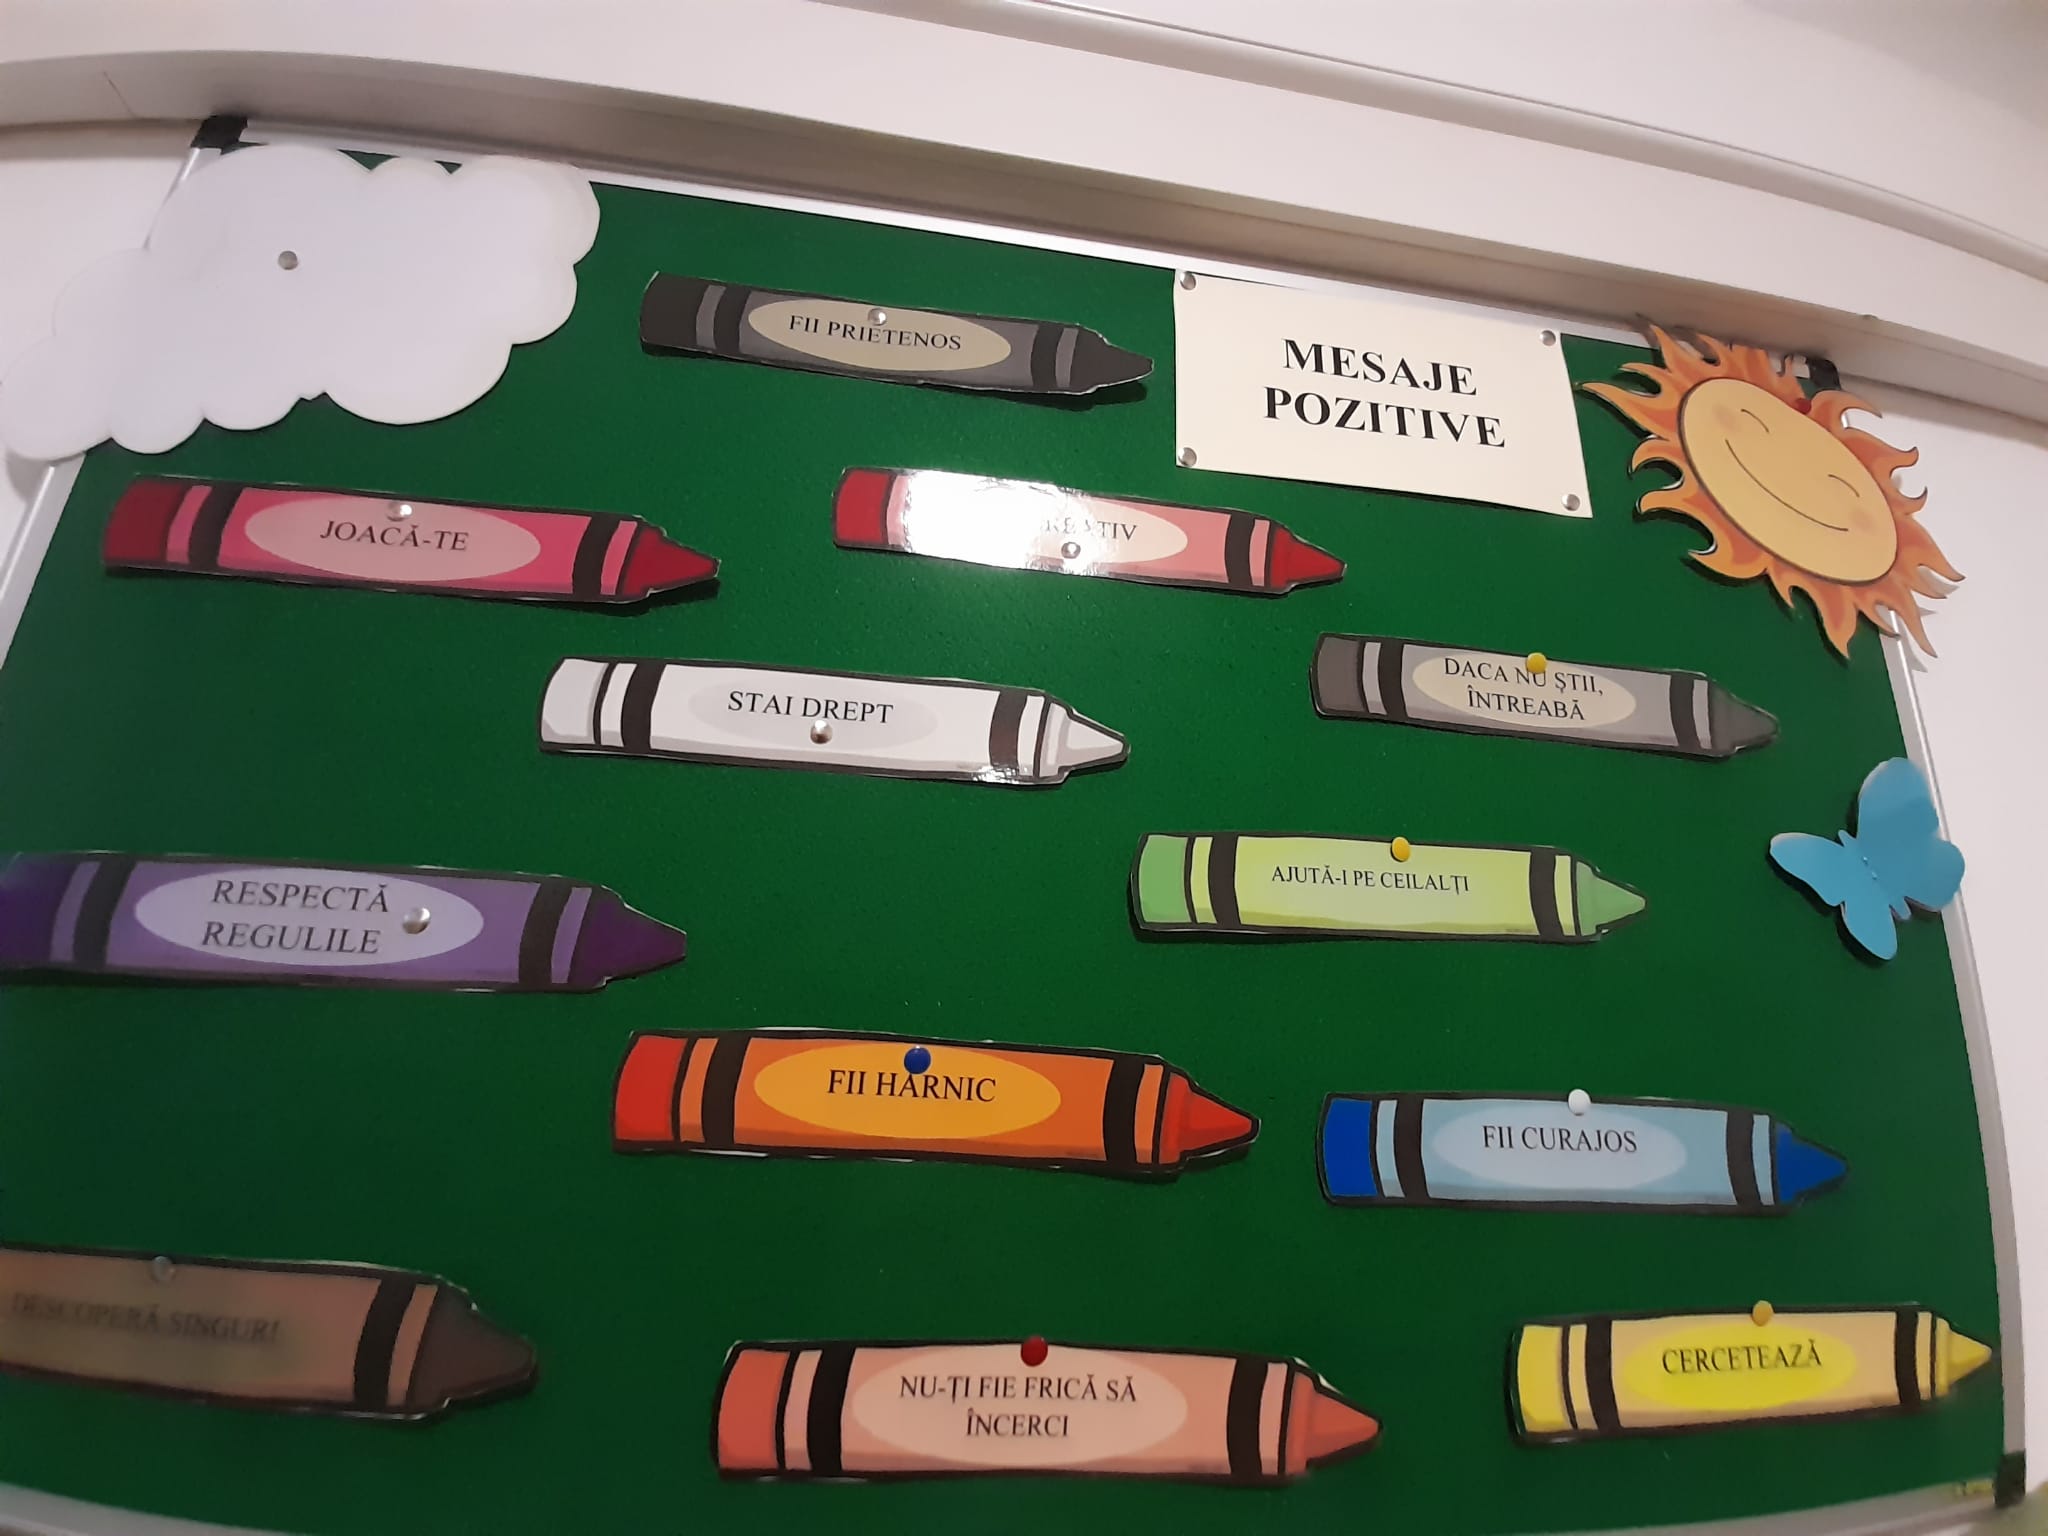 FII PRIETENOS
MESAJE
POZITIVE
JOACĂ-TE
STAI DREPT
DACA NU ȘTII,
ÎNTREABĂ
RESPECTĂ
REGULILE
AJUTĂ-I PE CEILALȚI
FII HARNIC
FII CURAJOS
DESCOPERĂ SINGUR!
NU-ȚI FIE FRICĂ SĂ
ÎNCERCI
CERCETEAZĂ